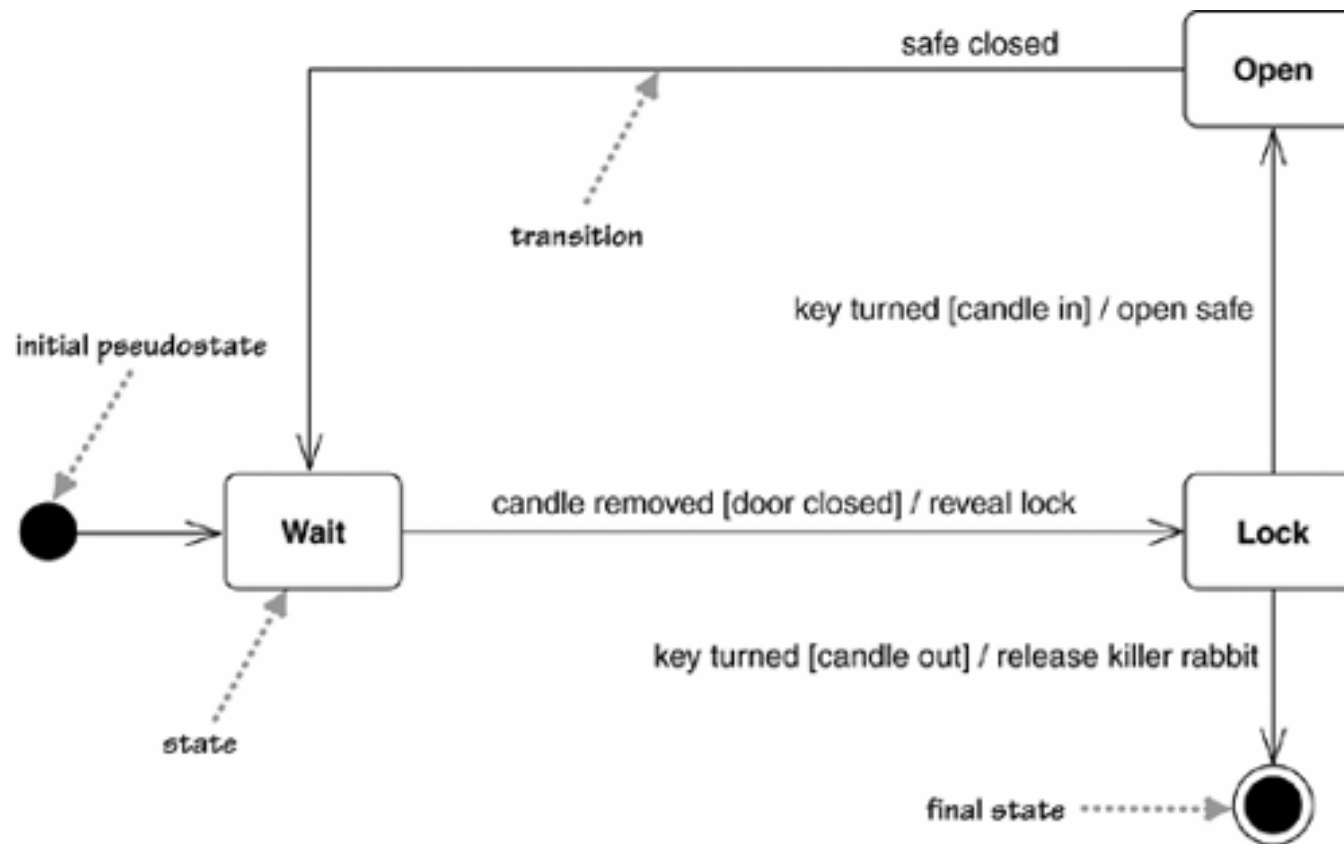 safe closed
Open
transition
key turned [candle in] / open safe
initial pseudostate
candle removed [door closed] / reveal lock
Wait
Lock
key turned [candle out] / release killer rabbit
state
final state